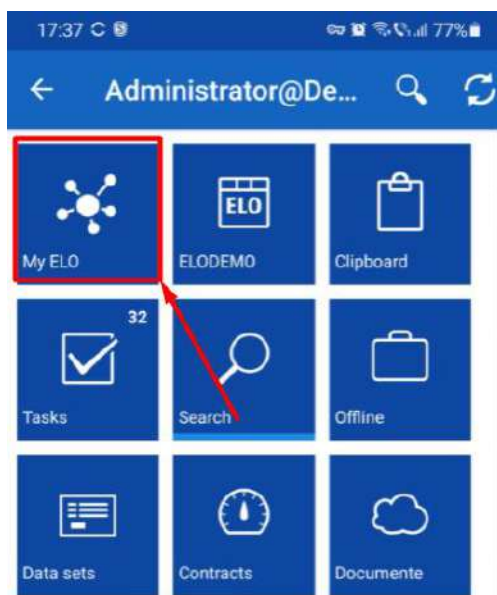 17:37 77%
Administrator@De...
ELO
My ELO ELODEMO Clipboard
32
Tasks Search Offline
Data sets Contracts Documente